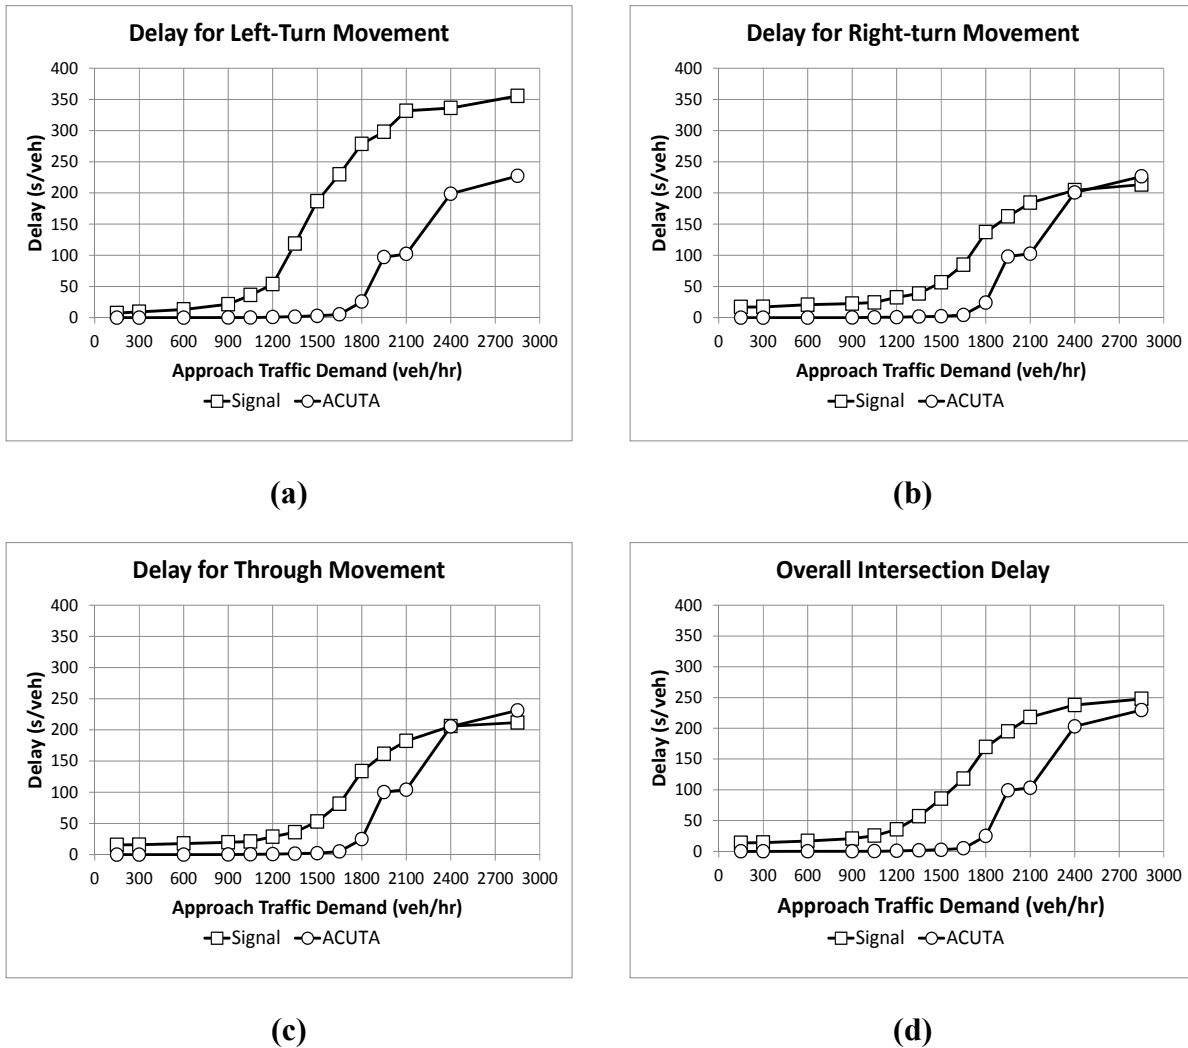 Delay for Left-Turn Movement
400
350
300
250
200
150
100
50
0
Delay (s/veh)
0 300 600 900 1200 1500 1800 2100 2400 2700 3000
Approach Traffic Demand (veh/hr)
Signal ACUTA
(a)
Delay for Right-turn Movement
400
350
300
250
200
150
100
50
0
Delay (s/veh)
0 300 600 900 1200 1500 1800 2100 2400 2700 3000
Approach Traffic Demand (veh/hr)
Signal ACUTA
(b)
Delay for Through Movement
400
350
300
250
200
150
100
50
0
Delay (s/veh)
0 300 600 900 1200 1500 1800 2100 2400 2700 3000
Approach Traffic Demand (veh/hr)
Signal ACUTA
(c)
Overall Intersection Delay
400
350
300
250
200
150
100
50
0
Delay (s/veh)
0 300 600 900 1200 1500 1800 2100 2400 2700 3000
Approach Traffic Demand (veh/hr)
Signal ACUTA
(d)